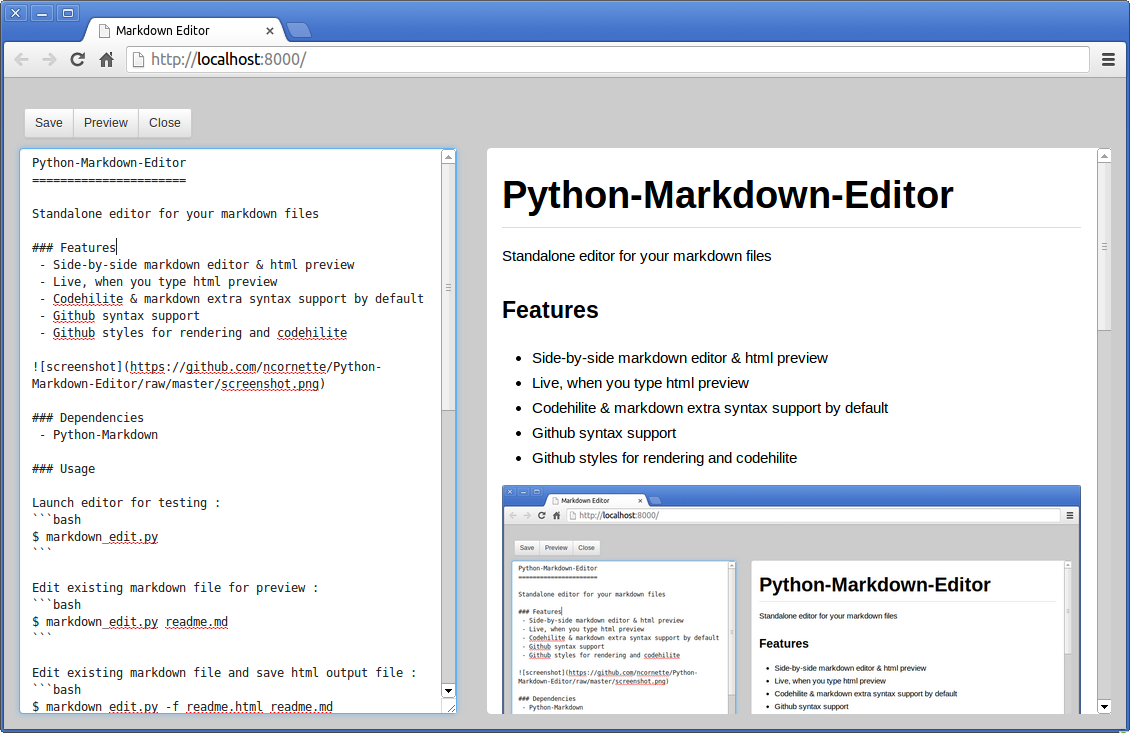 Markdown Editor
http://localhost:8000/
Save Preview Close
Python-Markdown-Editor
======================
Standalone editor for your markdown files
### Features
- Side-by-side markdown editor & html preview
- Live, when you type html preview
- Codehilite & markdown extra syntax support by default
- Github syntax support
- Github styles for rendering and codehilite
![screenshot](https://github.com/ncornette/Python-
Markdown-Editor/raw/master/screenshot.png)
### Dependencies
- Python-Markdown
### Usage
Launch editor for testing :
```bash
$ markdown_edit.py
```
Edit existing markdown file for preview :
```bash
$ markdown_edit.py readme.md
```
Edit existing markdown file and save html output file :
```bash
$ markdown_edit.py -f readme.html readme.md
Python-Markdown-Editor
Standalone editor for your markdown files
Features
• Side-by-side markdown editor & html preview
• Live, when you type html preview
• Codehilite & markdown extra syntax support by default
• Github syntax support
• Github styles for rendering and codehilite
Markdown Editor
http://localhost:8000/
Save Preview Close
Python-Markdown-Editor
======================
Standalone editor for your markdown files
### Features
- Side-by-side markdown editor & html preview
- Live, when you type html preview
- Codehilite & markdown extra syntax support by default
- Github syntax support
- Github styles for rendering and codehilite
![screenshot](https://github.com/ncornette/Python-
Markdown-Editor/raw/master/screenshot.png)
### Dependencies
- Python-Markdown
Python-Markdown-Editor
Standalone editor for your markdown files
Features
• Side-by-side markdown editor & html preview
• Live, when you type html preview
• Codehilite & markdown extra syntax support by default
• Github syntax support